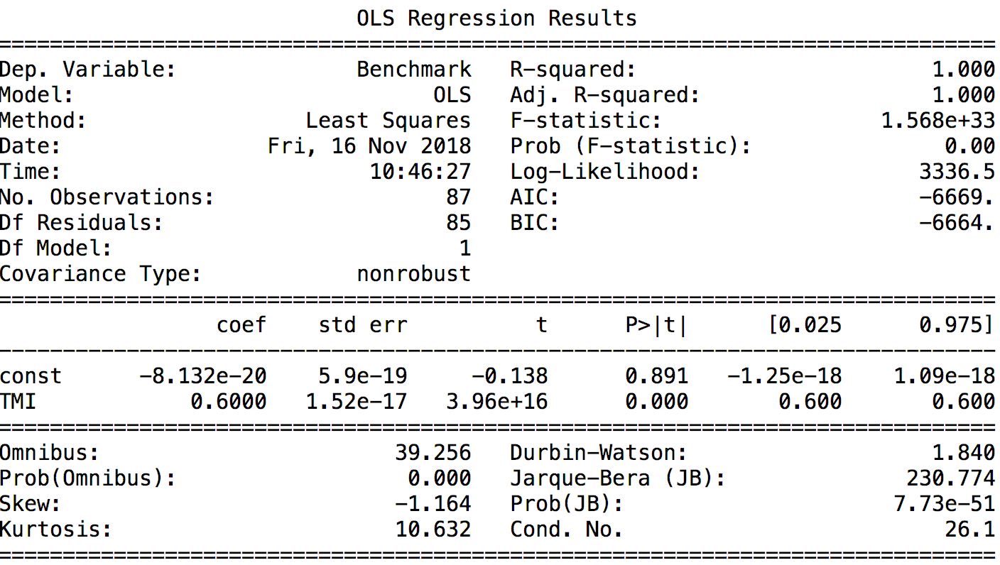 OLS Regression Results
==============================================================================
Dep. Variable:              Benchmark   R-squared:                       1.000
Model:                            OLS   Adj. R-squared:                  1.000
Method:                 Least Squares   F-statistic:                 1.568e+33
Date:                Fri, 16 Nov 2018   Prob (F-statistic):               0.00
Time:                        10:46:27   Log-Likelihood:                 3336.5
No. Observations:                  87   AIC:                            -6669.
Df Residuals:                      85   BIC:                            -6664.
Df Model:                           1
Covariance Type:            nonrobust
==============================================================================
                 coef    std err          t      P>|t|      [0.025      0.975]
------------------------------------------------------------------------------
const      -8.132e-20    5.9e-19     -0.138      0.891   -1.25e-18    1.09e-18
TMI            0.6000   1.52e-17   3.96e+16      0.000       0.600       0.600
==============================================================================
Omnibus:                       39.256   Durbin-Watson:                   1.840
Prob(Omnibus):                  0.000   Jarque-Bera (JB):              230.774
Skew:                          -1.164   Prob(JB):                     7.73e-51
Kurtosis:                      10.632   Cond. No.                         26.1
==============================================================================